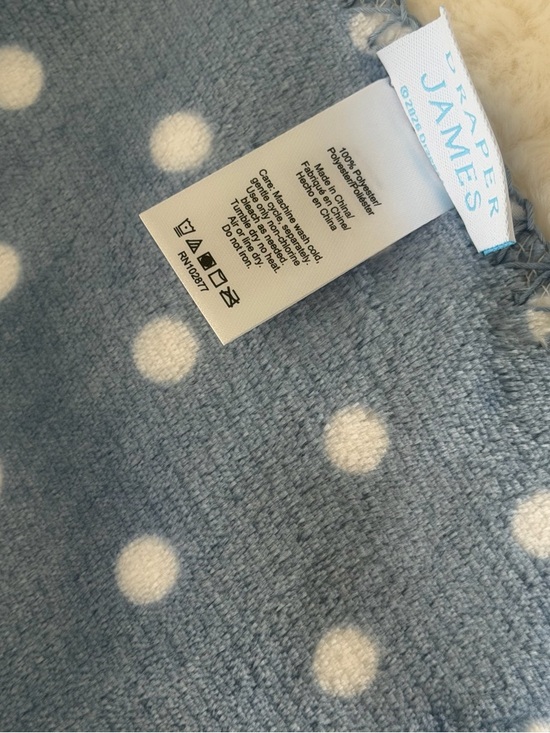 DRAPER
JAMES
100% Polyester/
Polyester/Poliéster
Made in China/
Fabriqué en Chine/
Hecho en China
Care: Machine wash cold,
gentle cycle, separately.
Use only non-chlorine
bleach as needed.
Tumble dry no heat.
Air or line dry.
Do not iron.
RN102877